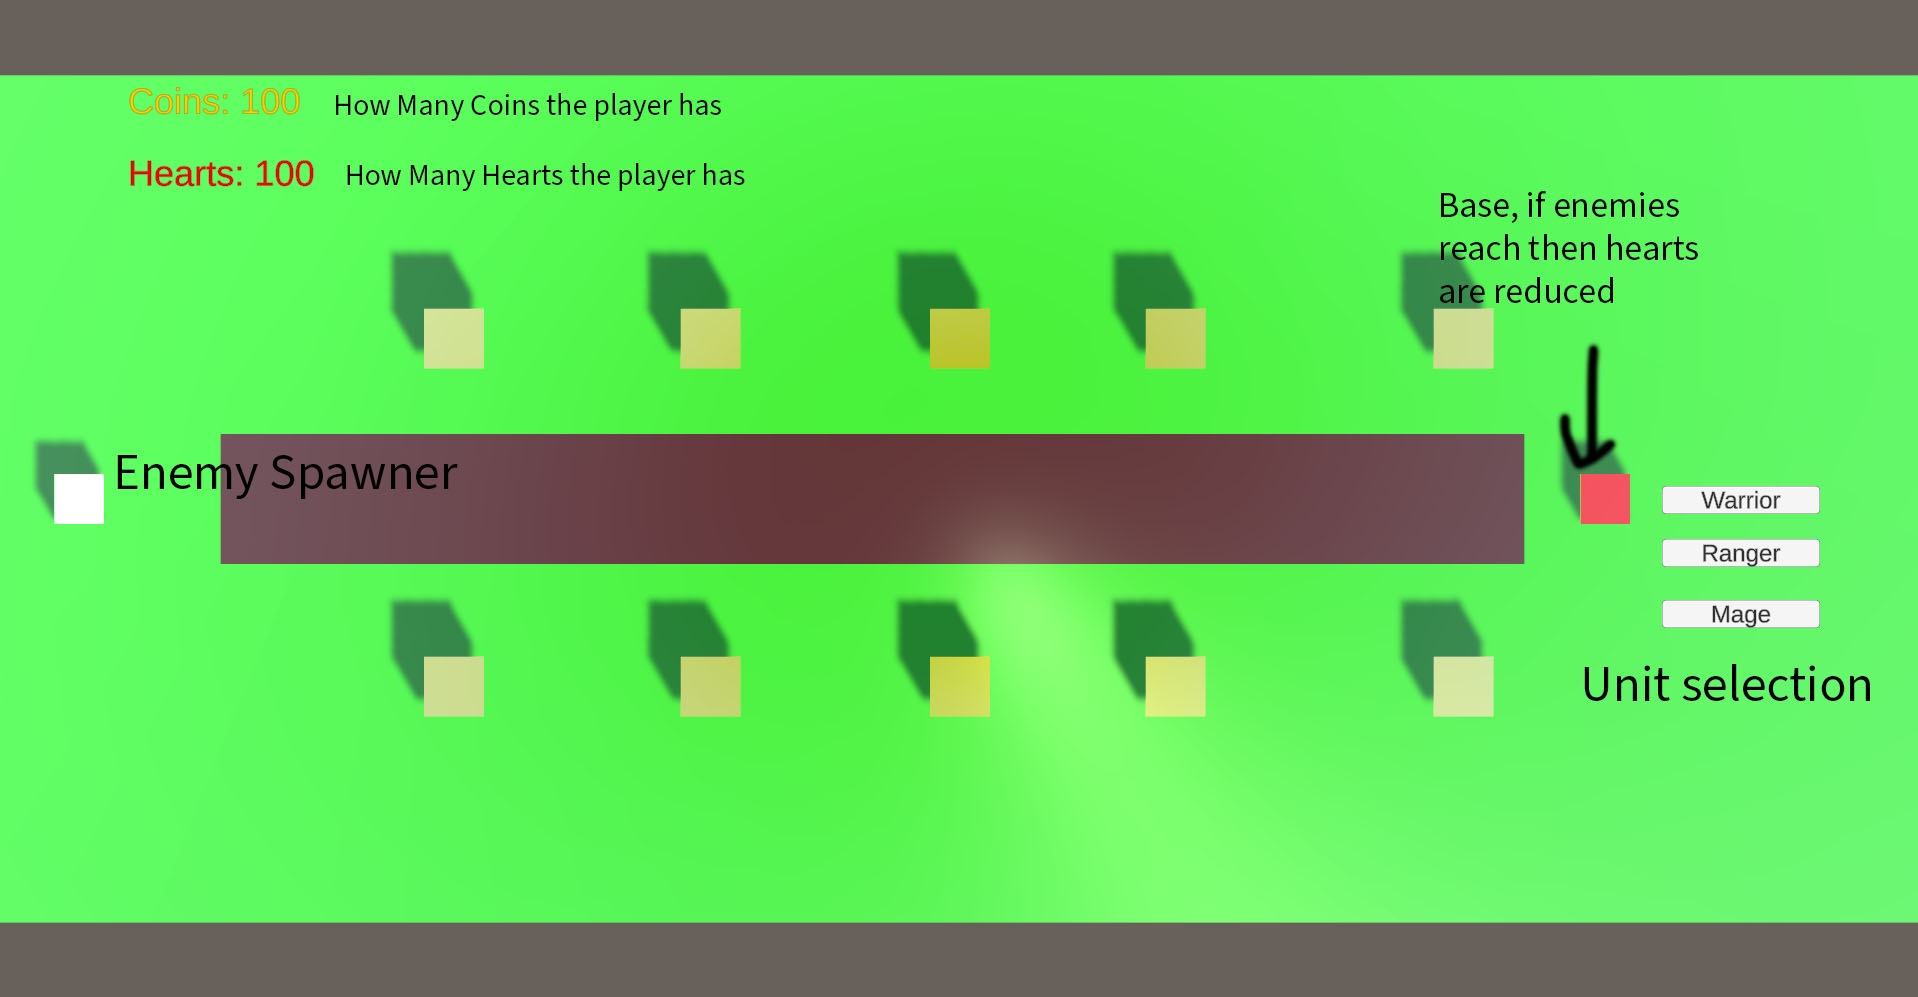 Coins: 100 How Many Coins the player has
Hearts: 100 How Many Hearts the player has
Base, if enemies
reach then hearts
are reduced
Enemy Spawner
Warrior
Ranger
Mage
Unit selection